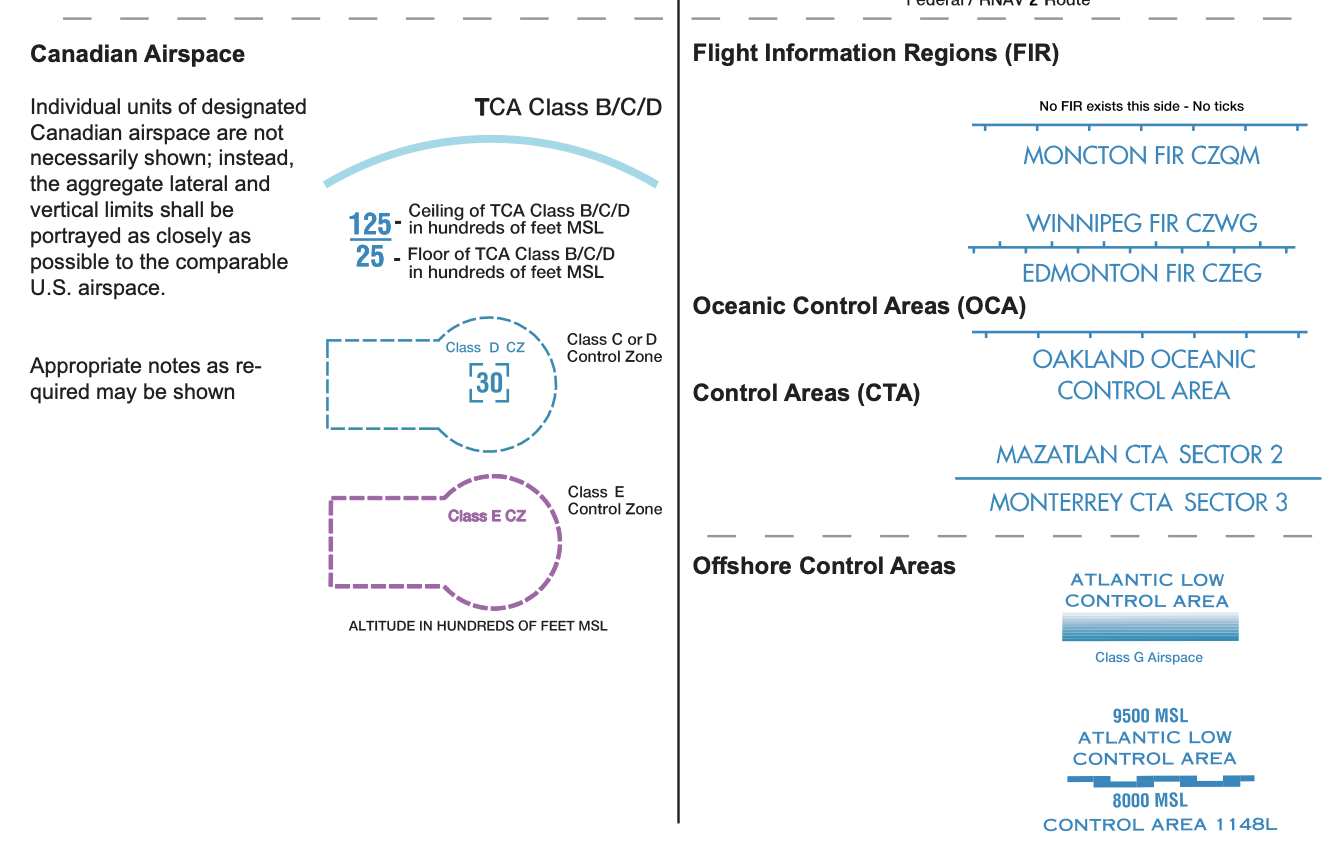 Federal / RNAV 2 Route
Canadian Airspace
Individual units of designated
Canadian airspace are not
necessarily shown; instead,
the aggregate lateral and
vertical limits shall be
portrayed as closely as
possible to the comparable
U.S. airspace.
Appropriate notes as re-
quired may be shown
TCA Class B/C/D
125 - Ceiling of TCA Class B/C/D
in hundreds of feet MSL
25 - Floor of TCA Class B/C/D
in hundreds of feet MSL
Class D CZ
30
Class C or D
Control Zone
Class E CZ
Class E
Control Zone
ALTITUDE IN HUNDREDS OF FEET MSL
Flight Information Regions (FIR)
No FIR exists this side - No ticks
MONCTON FIR CZQM
WINNIPEG FIR CZWG
EDMONTON FIR CZEG
Oceanic Control Areas (OCA)
OAKLAND OCEANIC
CONTROL AREA
Control Areas (CTA)
MAZATLAN CTA SECTOR 2
MONTERREY CTA SECTOR 3
Offshore Control Areas
ATLANTIC LOW
CONTROL AREA
Class G Airspace
9500 MSL
ATLANTIC LOW
CONTROL AREA
8000 MSL
CONTROL AREA 1148L